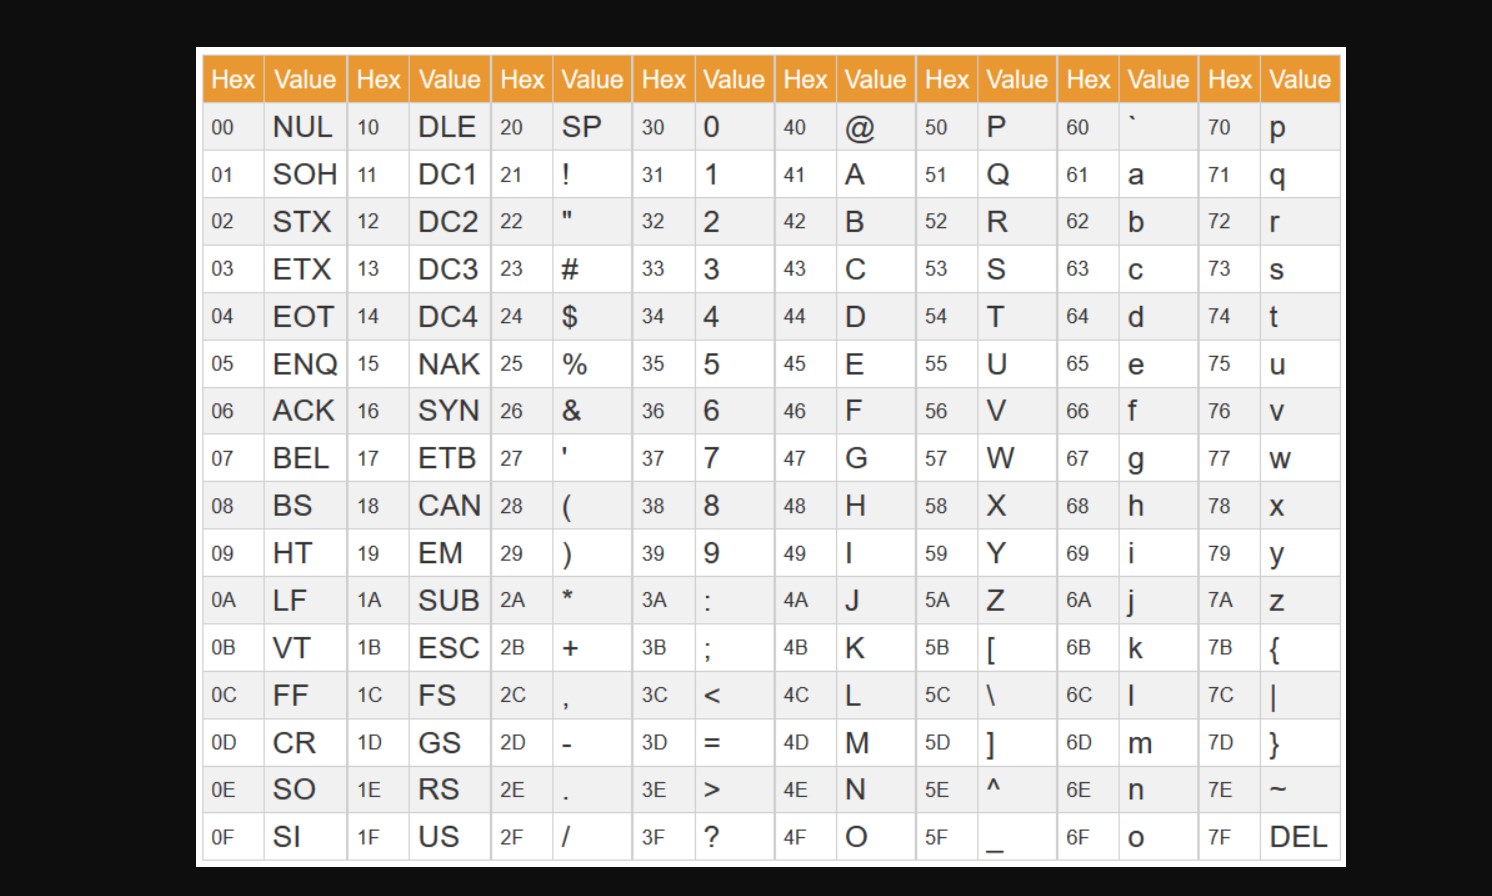 Hex Value Hex Value Hex Value Hex Value Hex Value Hex Value Hex Value Hex Value
00 NUL 10 DLE 20 SP 30 0 40 @ 50 P 60 ` 70 p
01 SOH 11 DC1 21 ! 31 1 41 A 51 Q 61 a 71 q
02 STX 12 DC2 22 " 32 2 42 B 52 R 62 b 72 r
03 ETX 13 DC3 23 # 33 3 43 C 53 S 63 c 73 s
04 EOT 14 DC4 24 $ 34 4 44 D 54 T 64 d 74 t
05 ENQ 15 NAK 25 % 35 5 45 E 55 U 65 e 75 u
06 ACK 16 SYN 26 & 36 6 46 F 56 V 66 f 76 v
07 BEL 17 ETB 27 ' 37 7 47 G 57 W 67 g 77 w
08 BS 18 CAN 28 ( 38 8 48 H 58 X 68 h 78 x
09 HT 19 EM 29 ) 39 9 49 I 59 Y 69 i 79 y
0A LF 1A SUB 2A * 3A : 4A J 5A Z 6A j 7A z
0B VT 1B ESC 2B + 3B ; 4B K 5B [ 6B k 7B {
0C FF 1C FS 2C , 3C < 4C L 5C \ 6C l 7C |
0D CR 1D GS 2D - 3D = 4D M 5D ] 6D m 7D }
0E SO 1E RS 2E . 3E > 4E N 5E ^ 6E n 7E ~
0F SI 1F US 2F / 3F ? 4F O 5F _ 6F o 7F DEL